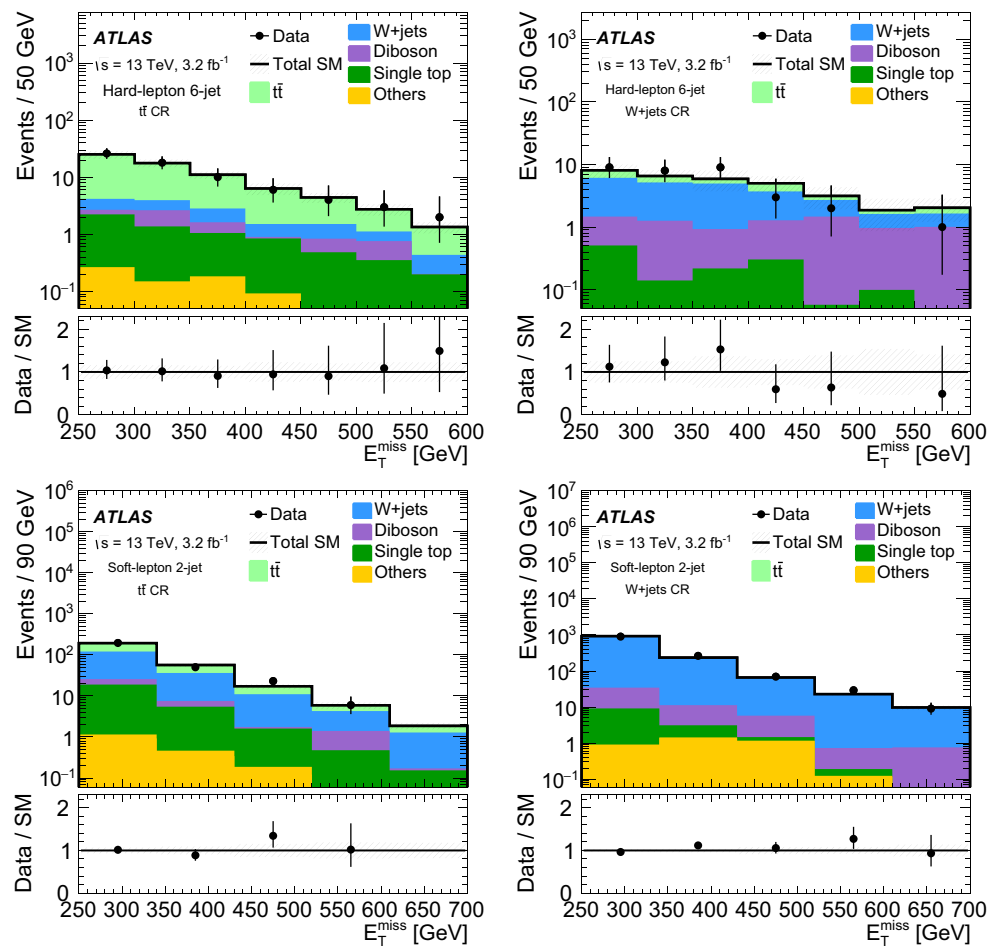 Events / 50 GeV
10³
10²
10
1
10⁻¹
ATLAS
√s = 13 TeV, 3.2 fb⁻¹
Hard-lepton 6-jet
tt̄ CR
Data
Total SM
tt̄
W+jets
Diboson
Single top
Others
Data / SM
2
1
0
250 300 350 400 450 500 550 600
E_T^miss [GeV]
Events / 50 GeV
10³
10²
10
1
10⁻¹
ATLAS
√s = 13 TeV, 3.2 fb⁻¹
Hard-lepton 6-jet
W+jets CR
Data
Total SM
tt̄
W+jets
Diboson
Single top
Others
Data / SM
2
1
0
250 300 350 400 450 500 550 600
E_T^miss [GeV]
Events / 90 GeV
10⁶
10⁵
10⁴
10³
10²
10
1
10⁻¹
ATLAS
√s = 13 TeV, 3.2 fb⁻¹
Soft-lepton 2-jet
tt̄ CR
Data
Total SM
tt̄
W+jets
Diboson
Single top
Others
Data / SM
2
1
0
250 300 350 400 450 500 550 600 650 700
E_T^miss [GeV]
Events / 90 GeV
10⁷
10⁶
10⁵
10⁴
10³
10²
10
1
10⁻¹
ATLAS
√s = 13 TeV, 3.2 fb⁻¹
Soft-lepton 2-jet
W+jets CR
Data
Total SM
tt̄
W+jets
Diboson
Single top
Others
Data / SM
2
1
0
250 300 350 400 450 500 550 600 650 700
E_T^miss [GeV]